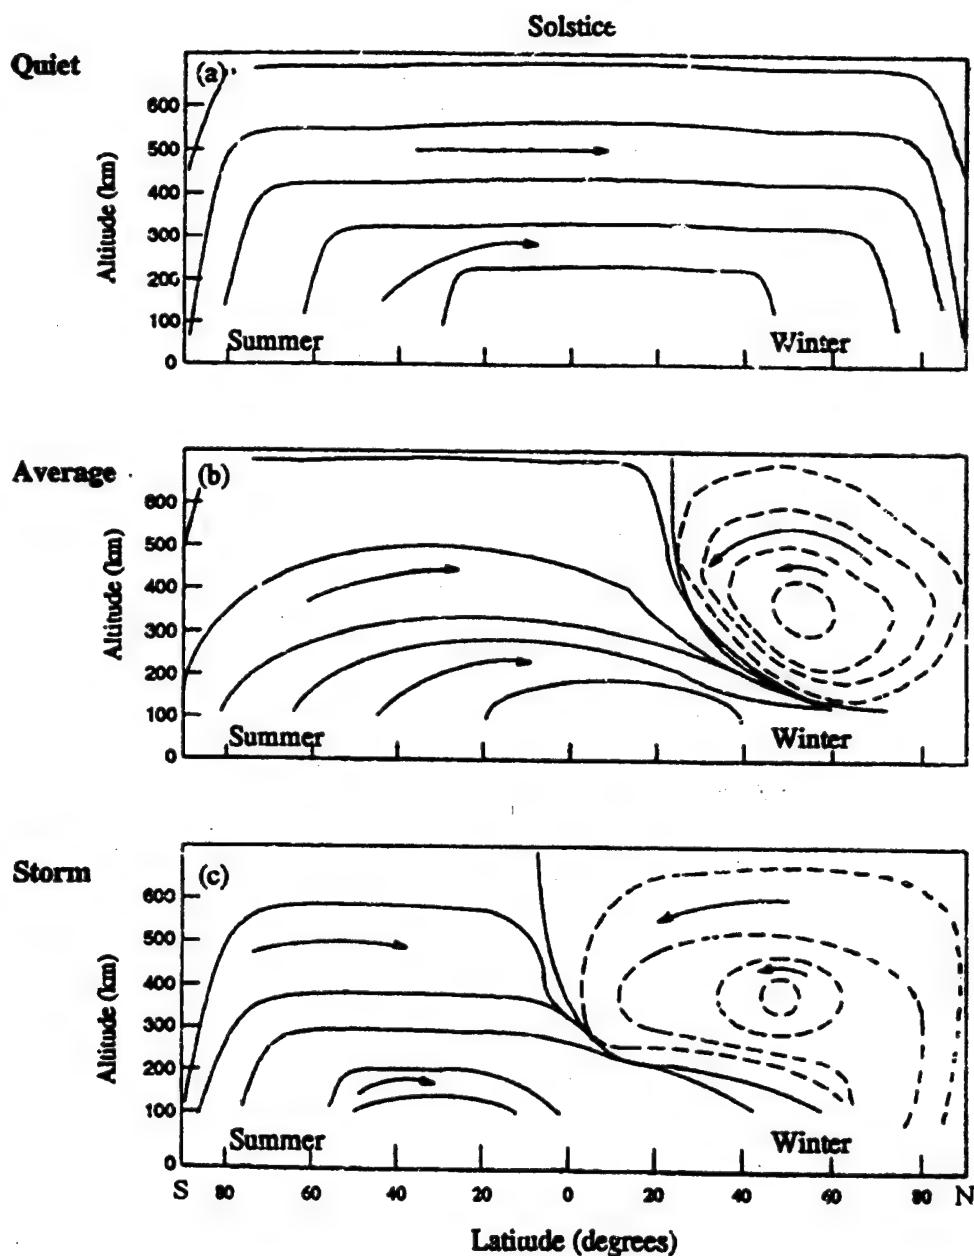 Solstice
Quiet
(a)
Altitude (km)
600
500
400
300
200
100
0
Summer
Winter
Average
(b)
Altitude (km)
600
500
400
300
200
100
0
Summer
Winter
Storm
(c)
Altitude (km)
600
500
400
300
200
100
0
Summer
Winter
S 80 60 40 20 0 20 40 60 80 N
Latitude (degrees)